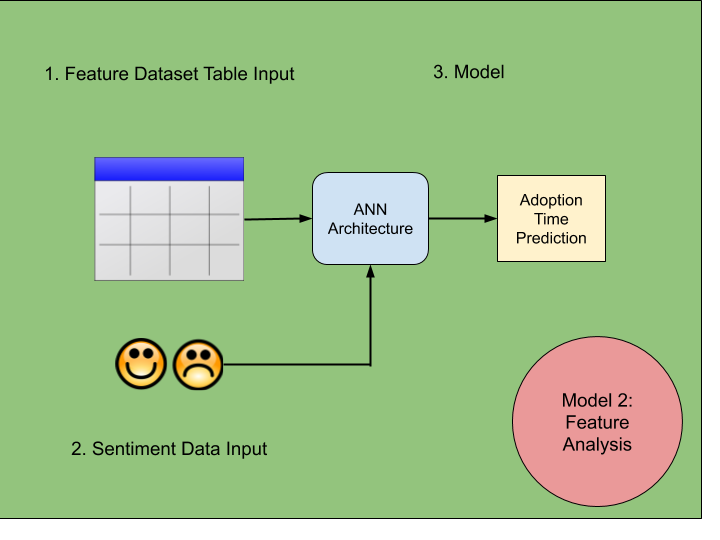 1. Feature Dataset Table Input
3. Model
ANN
Architecture
Adoption
Time
Prediction
2. Sentiment Data Input
Model 2:
Feature
Analysis